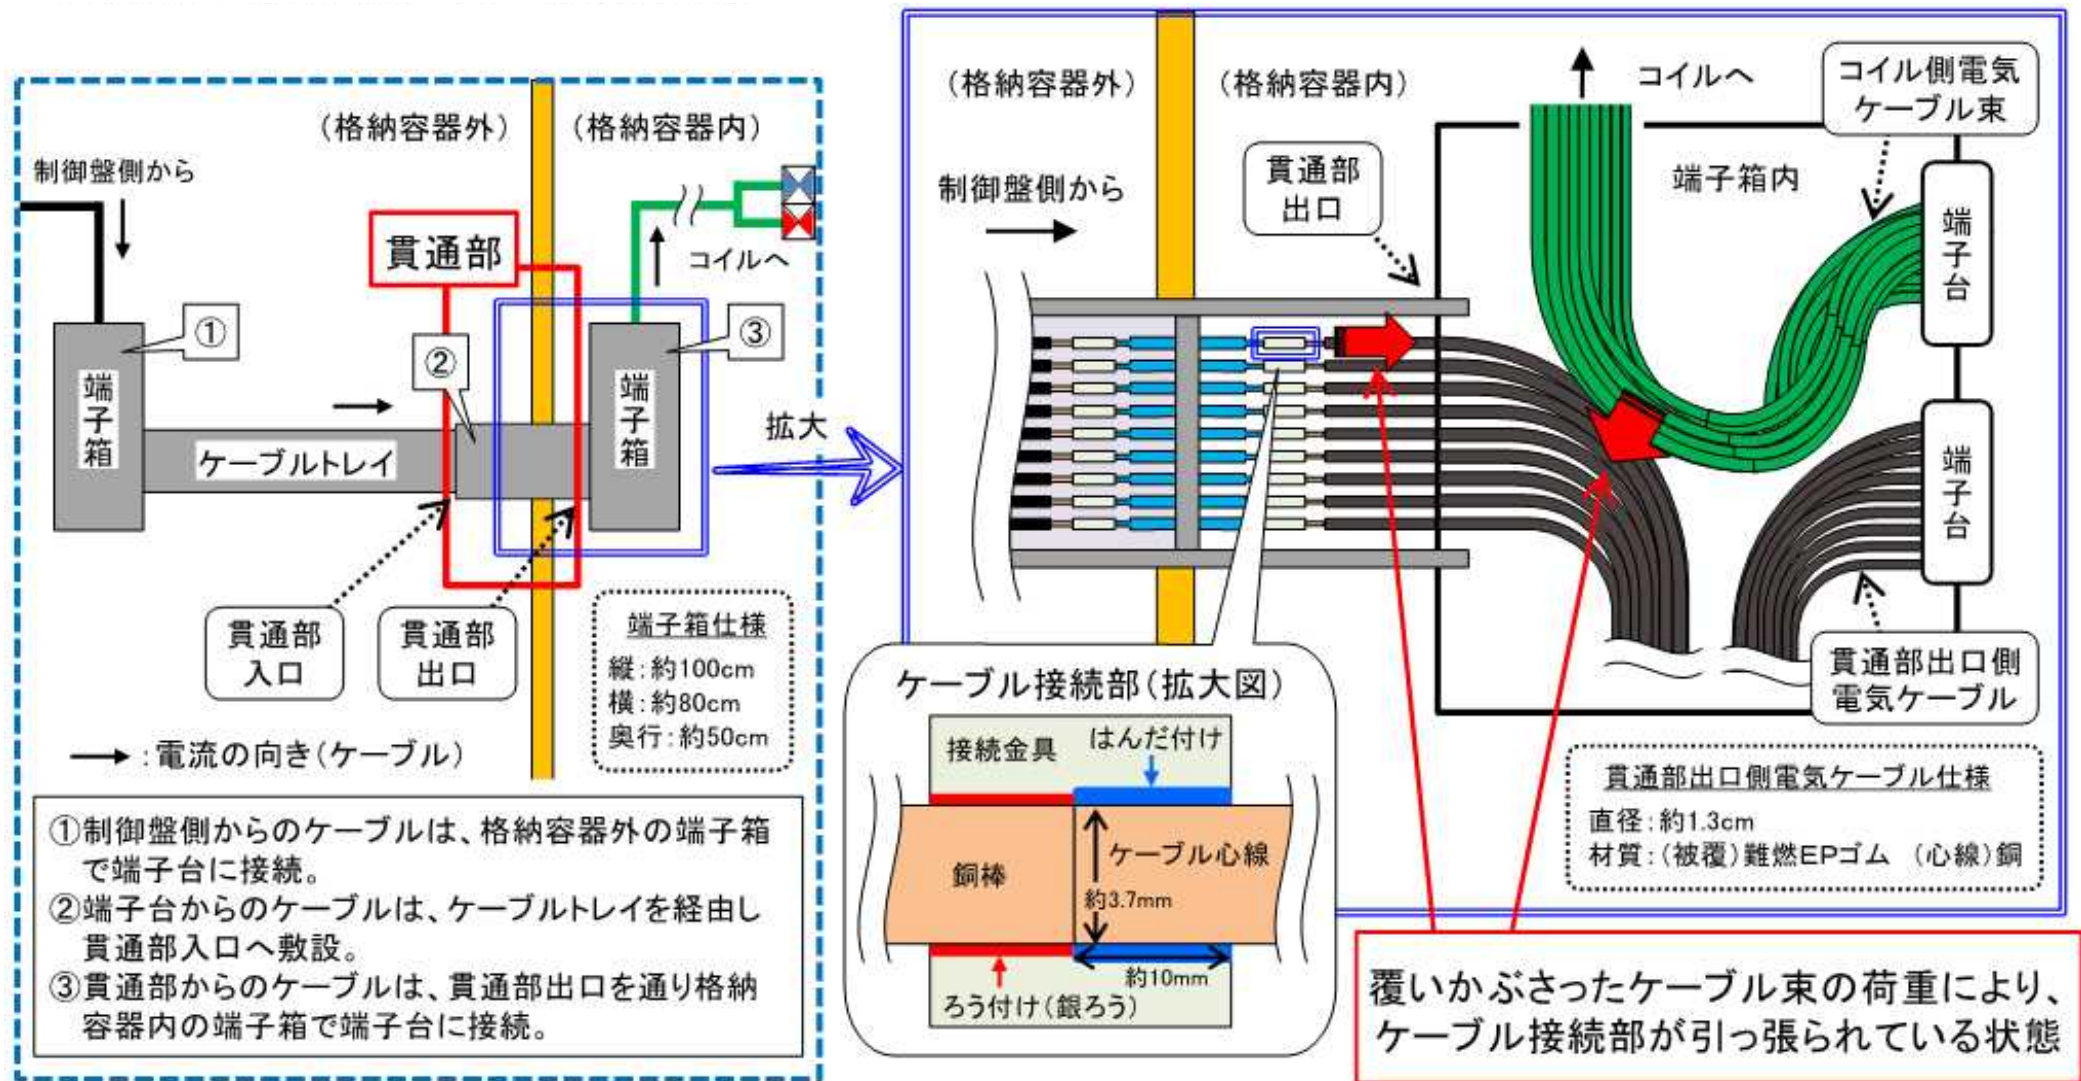 (格納容器外)
(格納容器内)
制御盤側から
貫通部
コイルへ
①
②
③
端子箱
ケーブルトレイ
端子箱
貫通部
入口
貫通部
出口
端子箱仕様
縦:約100cm
横:約80cm
奥行:約50cm
→:電流の向き(ケーブル)
①制御盤側からのケーブルは、格納容器外の端子箱
で端子台に接続。
②端子台からのケーブルは、ケーブルトレイを経由し
貫通部入口へ敷設。
③貫通部からのケーブルは、貫通部出口を通り格納
容器内の端子箱で端子台に接続。
拡大
(格納容器外)
(格納容器内)
コイルへ
コイル側電気
ケーブル束
制御盤側から
貫通部
出口
端子箱内
端子台
端子台
貫通部出口側
電気ケーブル
ケーブル接続部(拡大図)
接続金具
はんだ付け
銅棒
ケーブル心線
約3.7mm
約10mm
ろう付け(銀ろう)
貫通部出口側電気ケーブル仕様
直径:約1.3cm
材質:(被覆)難燃EPゴム (心線)銅
覆いかぶさったケーブル束の荷重により、
ケーブル接続部が引っ張られている状態